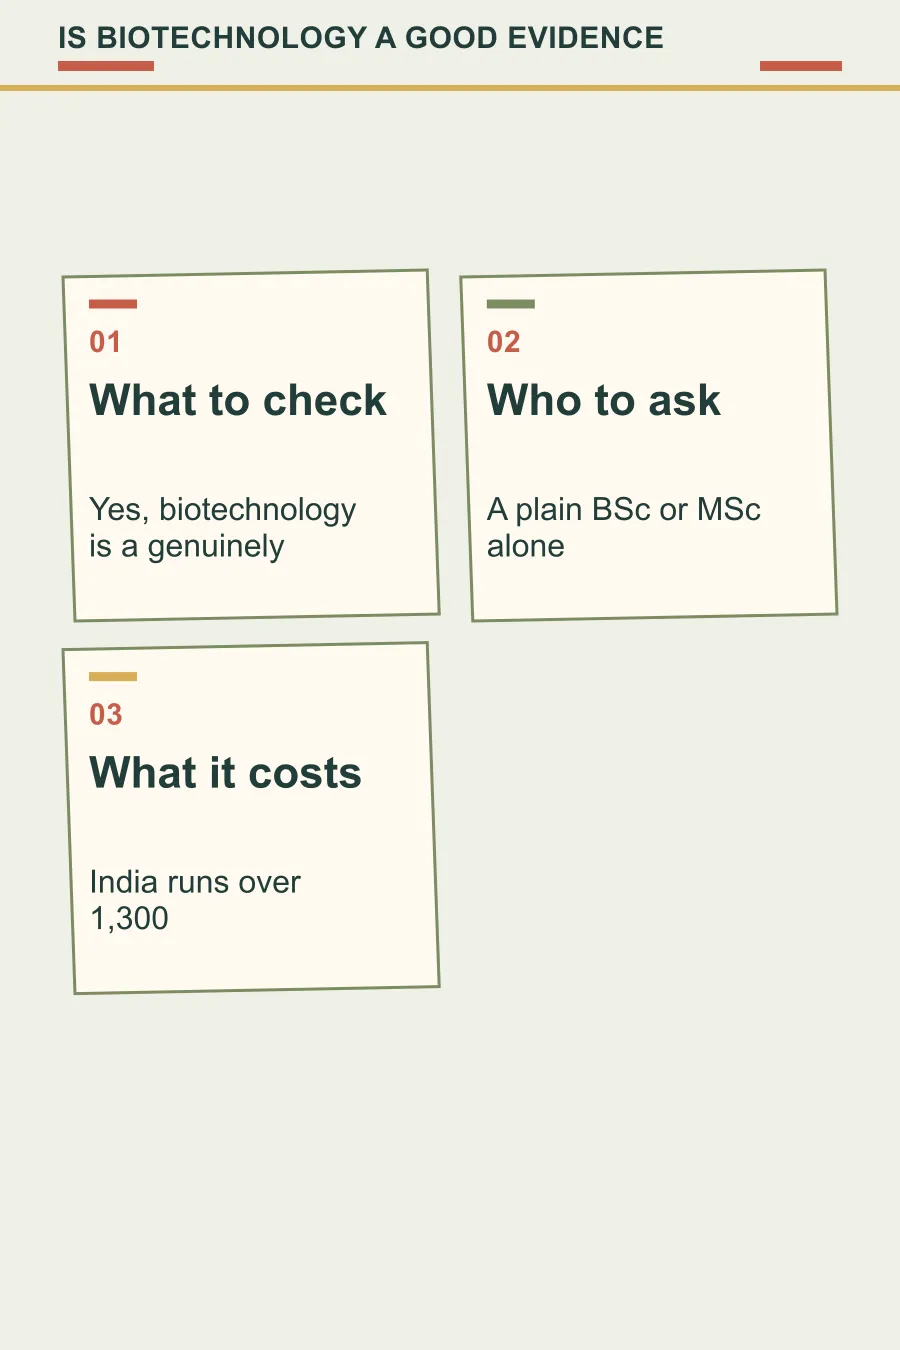 IS BIOTECHNOLOGY A GOOD EVIDENCE
01
What to check
Yes, biotechnology
is a genuinely
02
Who to ask
A plain BSc or MSc
alone
03
What it costs
India runs over
1,300